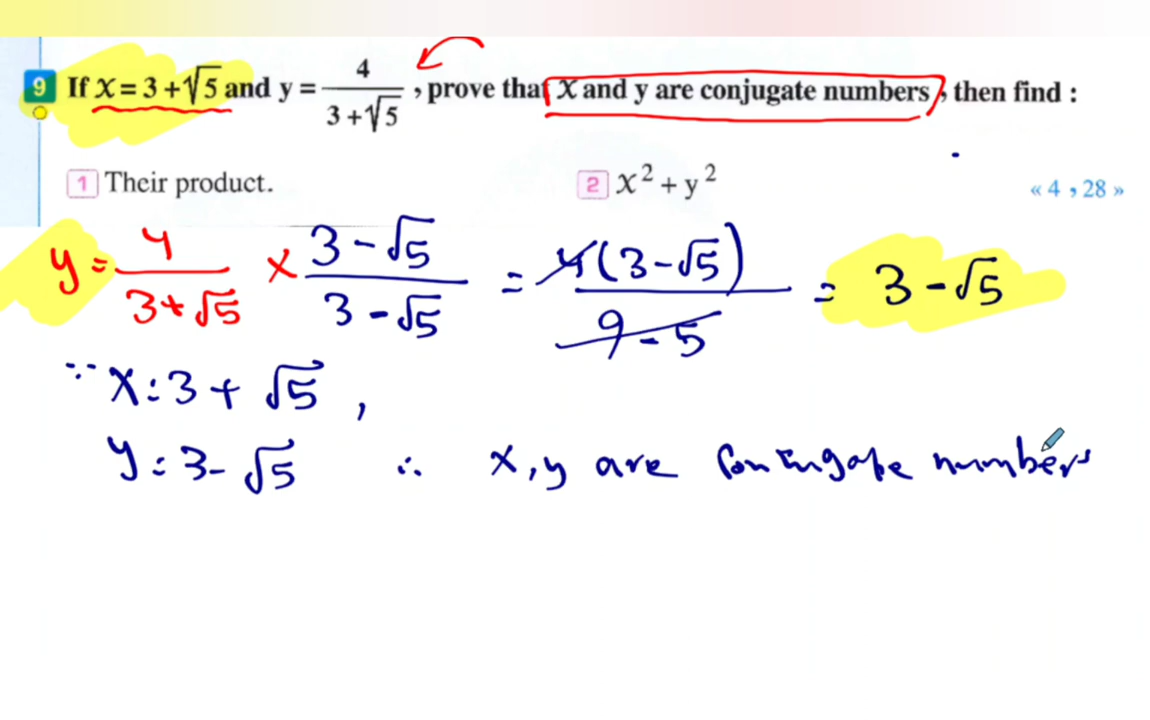 9 If x = 3 + √5 and y = 4 / (3 + √5) , prove that x and y are conjugate numbers , then find :
1 Their product. 2 x² + y² « 4 , 28 »
y = 4 / (3 + √5) × (3 - √5) / (3 - √5) = 4(3 - √5) / (9 - 5) = 3 - √5
∵ x = 3 + √5 ,
y = 3 - √5 ∴ x, y are conjugate numbers